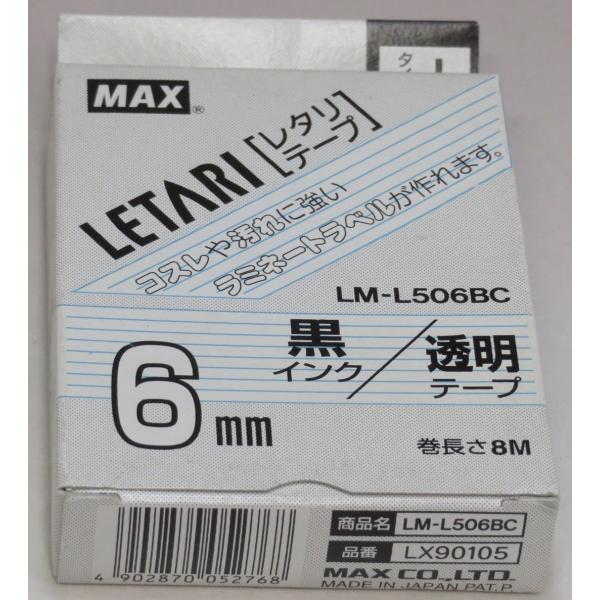 MAX®
LETARI [レタリテープ]
コスレや汚れに強い
ラミネートラベルが作れます。
LM-L506BC
6mm
黒インク／透明テープ
巻長さ8M
商品名 LM-L506BC
品番 LX90105
MAX CO.,LTD.
MADE IN JAPAN PAT. P.
4 902870 052768